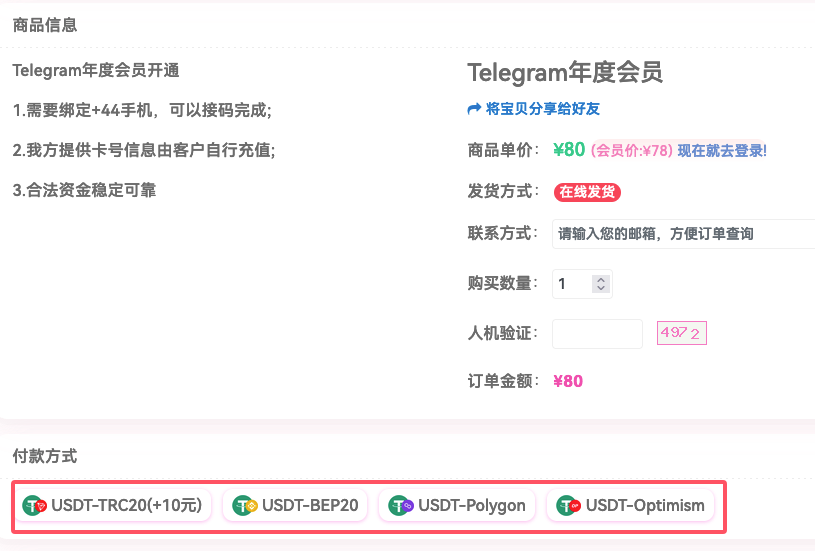 商品信息
Telegram年度会员开通
1.需要绑定+44手机，可以接码完成;
2.我方提供卡号信息由客户自行充值;
3.合法资金稳定可靠
Telegram年度会员
将宝贝分享给好友
商品单价： ¥80 (会员价:¥78) 现在就去登录!
发货方式： 在线发货
联系方式： 请输入您的邮箱，方便订单查询
购买数量： 1
人机验证： 4972
订单金额： ¥80
付款方式
USDT-TRC20(+10元) USDT-BEP20 USDT-Polygon USDT-Optimism